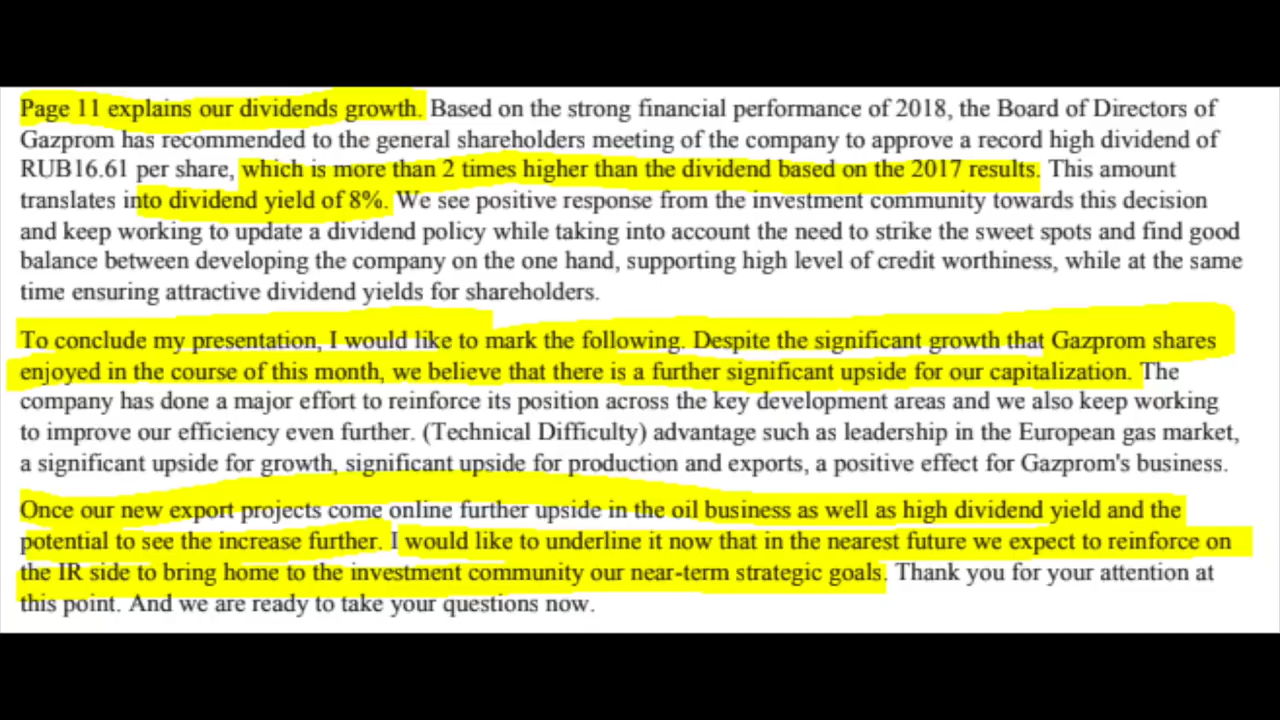 Page 11 explains our dividends growth. Based on the strong financial performance of 2018, the Board of Directors of
Gazprom has recommended to the general shareholders meeting of the company to approve a record high dividend of
RUB16.61 per share, which is more than 2 times higher than the dividend based on the 2017 results. This amount
translates into dividend yield of 8%. We see positive response from the investment community towards this decision
and keep working to update a dividend policy while taking into account the need to strike the sweet spots and find good
balance between developing the company on the one hand, supporting high level of credit worthiness, while at the same
time ensuring attractive dividend yields for shareholders.
To conclude my presentation, I would like to mark the following. Despite the significant growth that Gazprom shares
enjoyed in the course of this month, we believe that there is a further significant upside for our capitalization. The
company has done a major effort to reinforce its position across the key development areas and we also keep working
to improve our efficiency even further. (Technical Difficulty) advantage such as leadership in the European gas market,
a significant upside for growth, significant upside for production and exports, a positive effect for Gazprom's business.
Once our new export projects come online further upside in the oil business as well as high dividend yield and the
potential to see the increase further. I would like to underline it now that in the nearest future we expect to reinforce on
the IR side to bring home to the investment community our near-term strategic goals. Thank you for your attention at
this point. And we are ready to take your questions now.